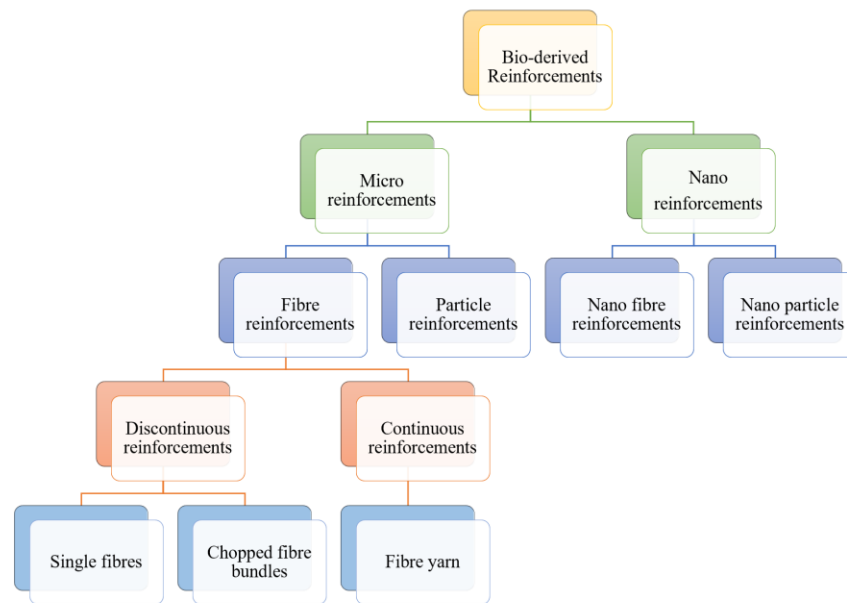 Bio-derived
Reinforcements
Micro
reinforcements
Nano
reinforcements
Fibre
reinforcements
Particle
reinforcements
Nano fibre
reinforcements
Nano particle
reinforcements
Discontinuous
reinforcements
Continuous
reinforcements
Single fibres
Chopped fibre
bundles
Fibre yarn